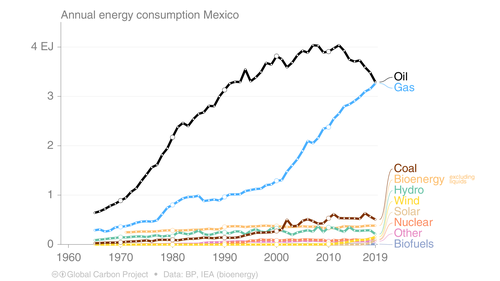 Annual energy consumption Mexico
4 EJ
3
2
1
0
1960
1970
1980
1990
2000
2010
2019
Oil
Gas
Coal
Bioenergy excluding
liquids
Hydro
Wind
Solar
Nuclear
Other
Biofuels
Global Carbon Project • Data: BP, IEA (bioenergy)